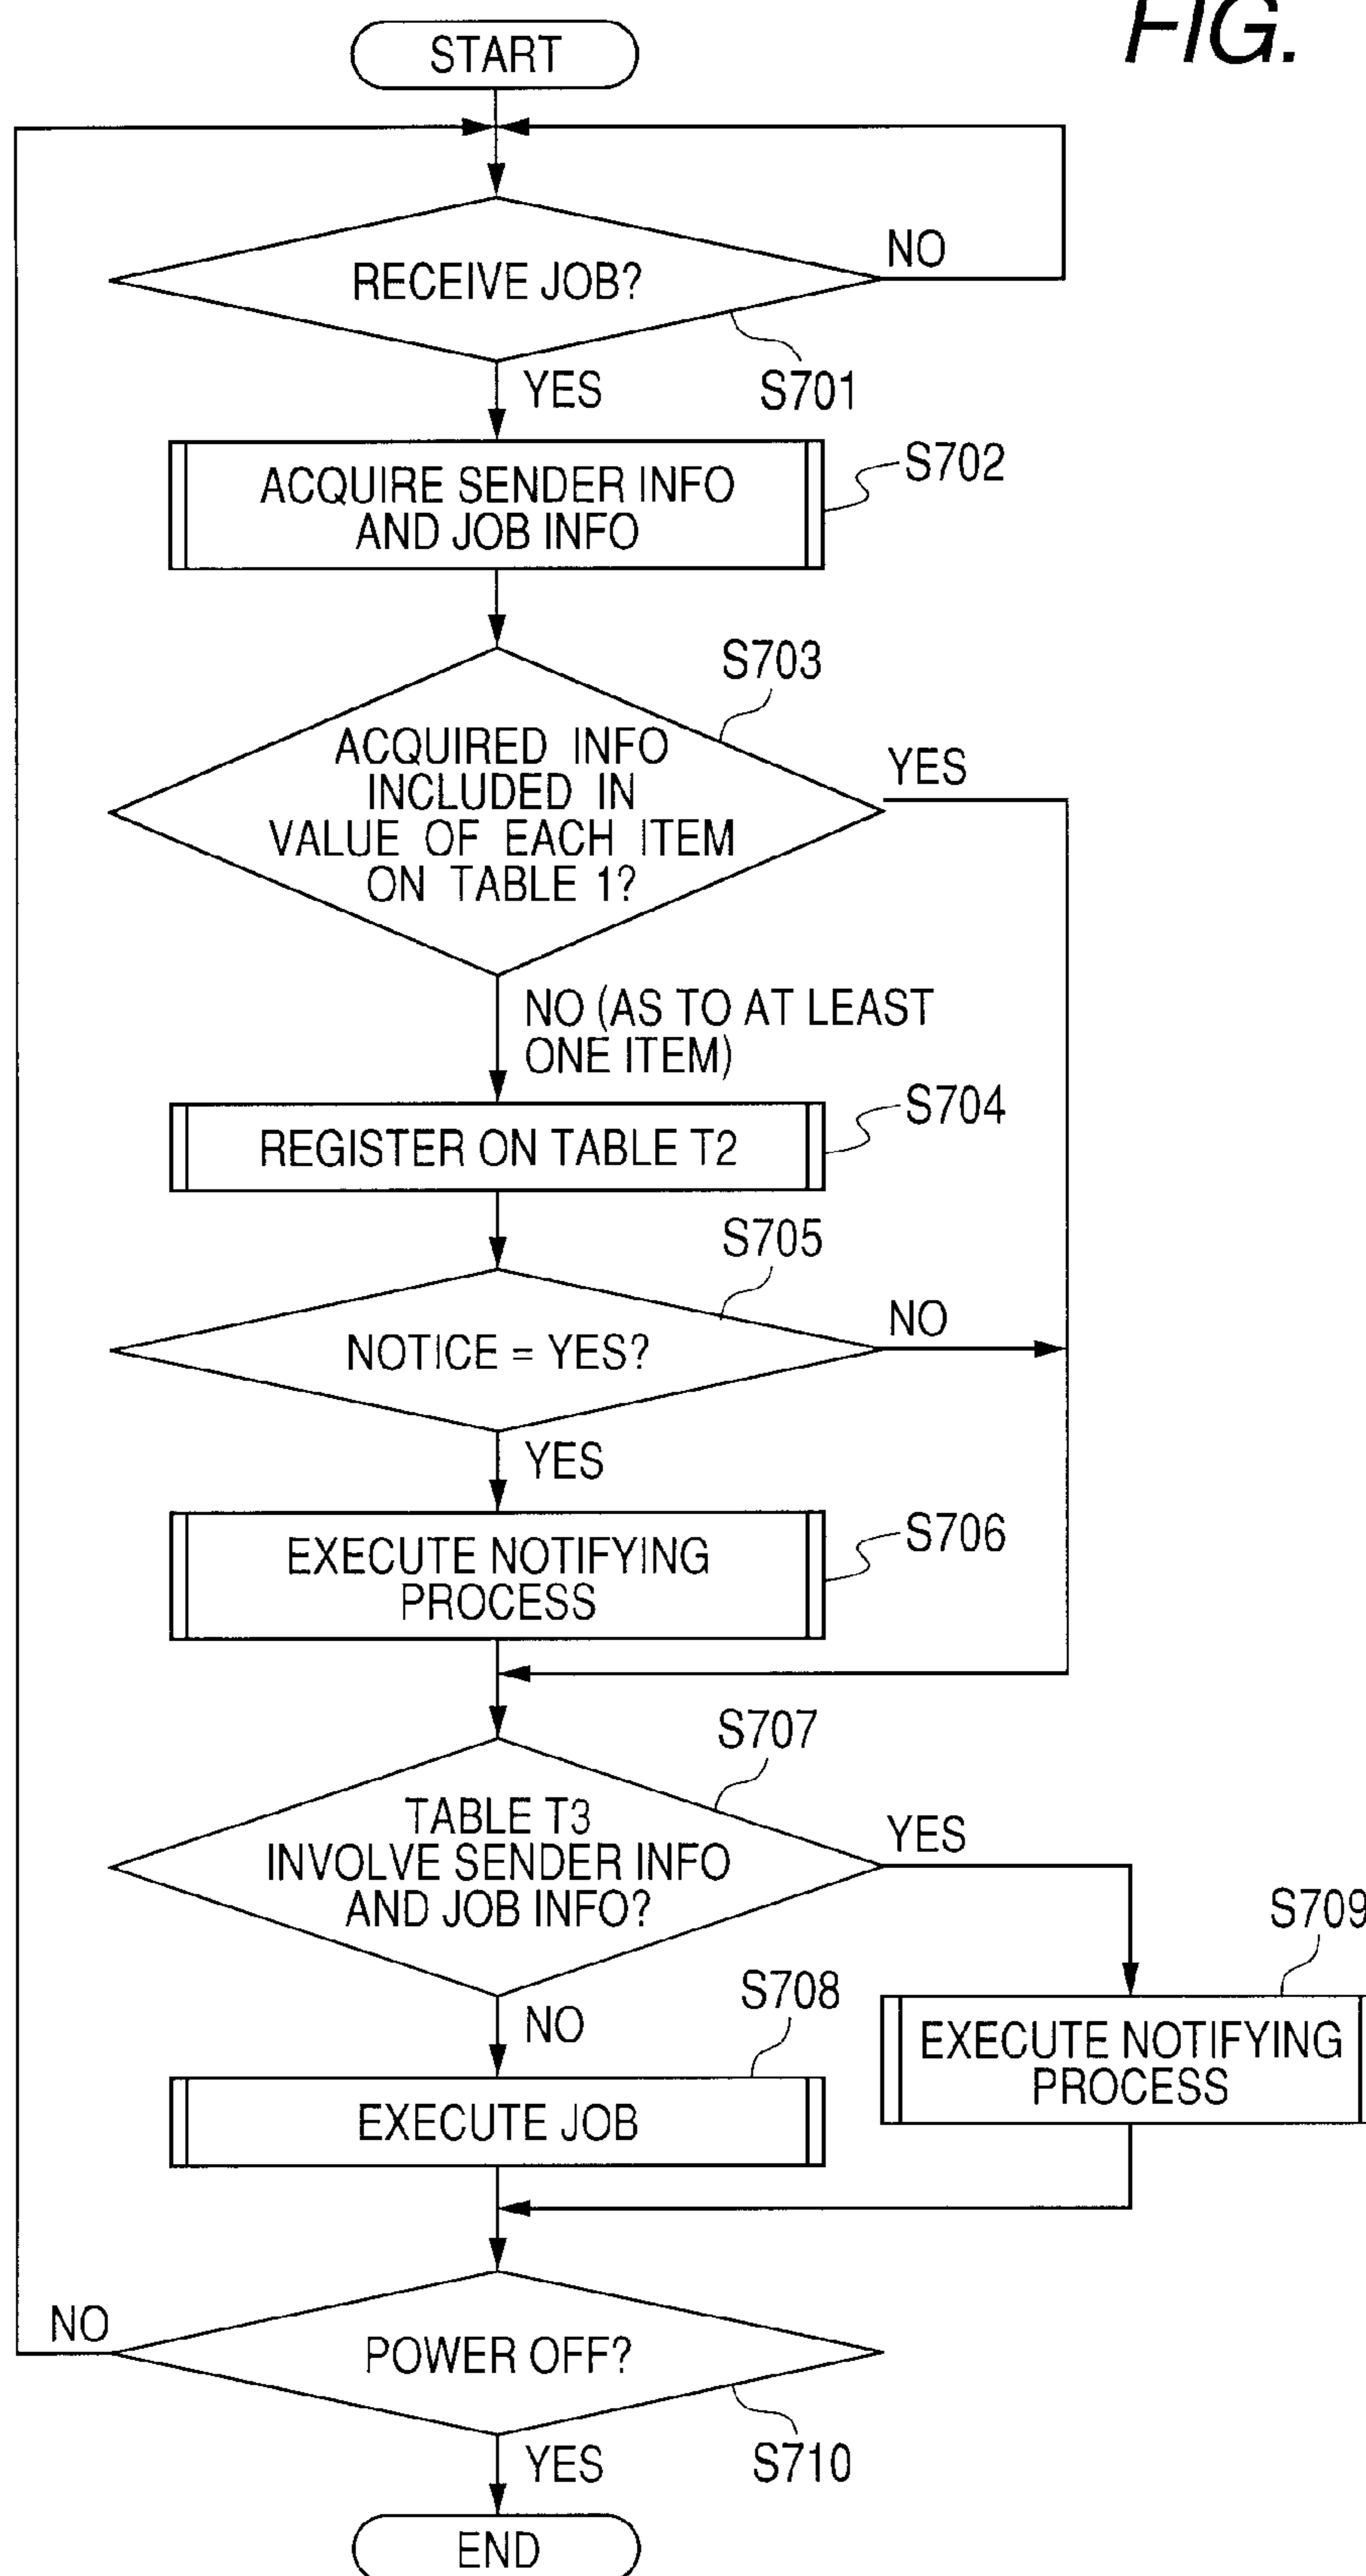 FIG.
START
RECEIVE JOB?
NO
S701
YES
ACQUIRE SENDER INFO
AND JOB INFO
S702
S703
ACQUIRED INFO
INCLUDED IN
VALUE OF EACH ITEM
ON TABLE 1?
YES
NO (AS TO AT LEAST
ONE ITEM)
S704
REGISTER ON TABLE T2
S705
NOTICE = YES?
NO
YES
S706
EXECUTE NOTIFYING
PROCESS
S707
TABLE T3
INVOLVE SENDER INFO
AND JOB INFO?
YES
S709
NO
S708
EXECUTE JOB
EXECUTE NOTIFYING
PROCESS
NO
POWER OFF?
S710
YES
END